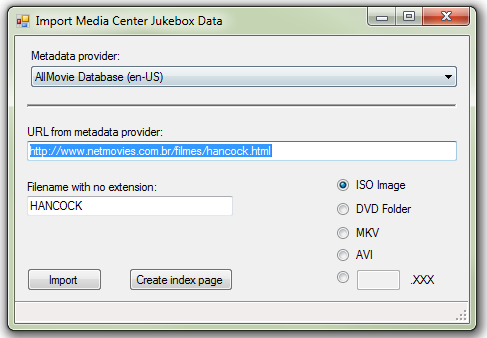 Import Media Center Jukebox Data
Metadata provider:
AllMovie Database (en-US)
URL from metadata provider:
http://www.netmovies.com.br/filmes/hancock.html
Filename with no extension:
HANCOCK
ISO Image
DVD Folder
MKV
AVI
.XXX
Import
Create index page